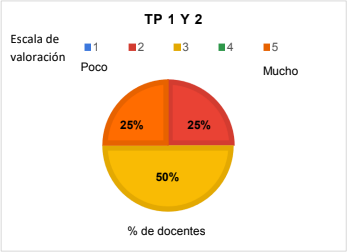 TP 1 Y 2
Escala de valoración
1 2 3 4 5
Poco Mucho
25% 25%
50%
% de docentes